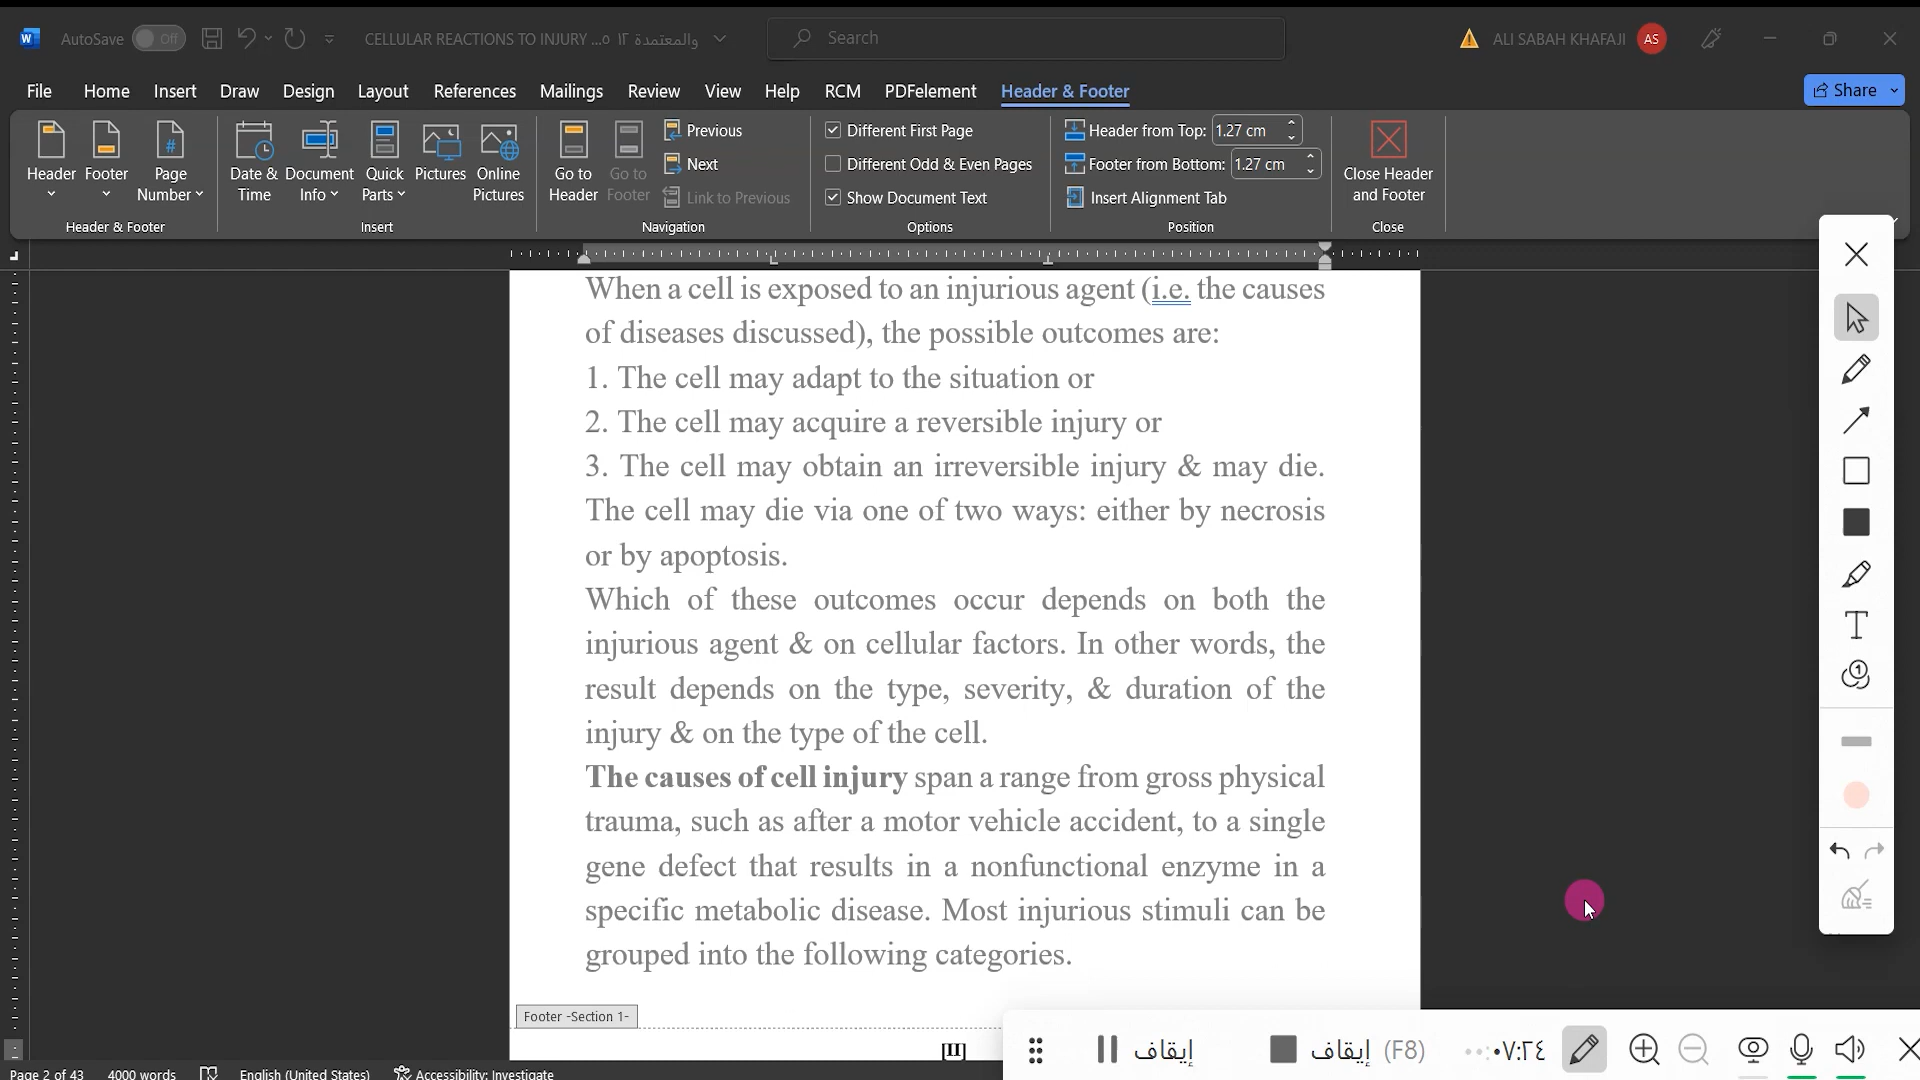 AutoSave Off CELLULAR REACTIONS TO INJURY ...والمعتمدة ١٢ ٥ Search ALI SABAH KHAFAJI AS
File Home Insert Draw Design Layout References Mailings Review View Help RCM PDFelement Header & Footer Share
Header Footer Page Number Date & Time Document Info Quick Parts Pictures Online Pictures Go to Header Go to Footer
Previous
Next
Link to Previous
Different First Page
Different Odd & Even Pages
Show Document Text
Header from Top: 1.27 cm
Footer from Bottom: 1.27 cm
Insert Alignment Tab
Close Header and Footer
Header & Footer Insert Navigation Options Position Close
When a cell is exposed to an injurious agent (i.e. the causes
of diseases discussed), the possible outcomes are:
1. The cell may adapt to the situation or
2. The cell may acquire a reversible injury or
3. The cell may obtain an irreversible injury & may die.
The cell may die via one of two ways: either by necrosis
or by apoptosis.
Which of these outcomes occur depends on both the
injurious agent & on cellular factors. In other words, the
result depends on the type, severity, & duration of the
injury & on the type of the cell.
The causes of cell injury span a range from gross physical
trauma, such as after a motor vehicle accident, to a single
gene defect that results in a nonfunctional enzyme in a
specific metabolic disease. Most injurious stimuli can be
grouped into the following categories.
Footer -Section 1-
[II]
إيقاف إيقاف (F8) ٠٠:٠٧:٢٤
Page 2 of 43 4000 words English (United States) Accessibility: Investigate